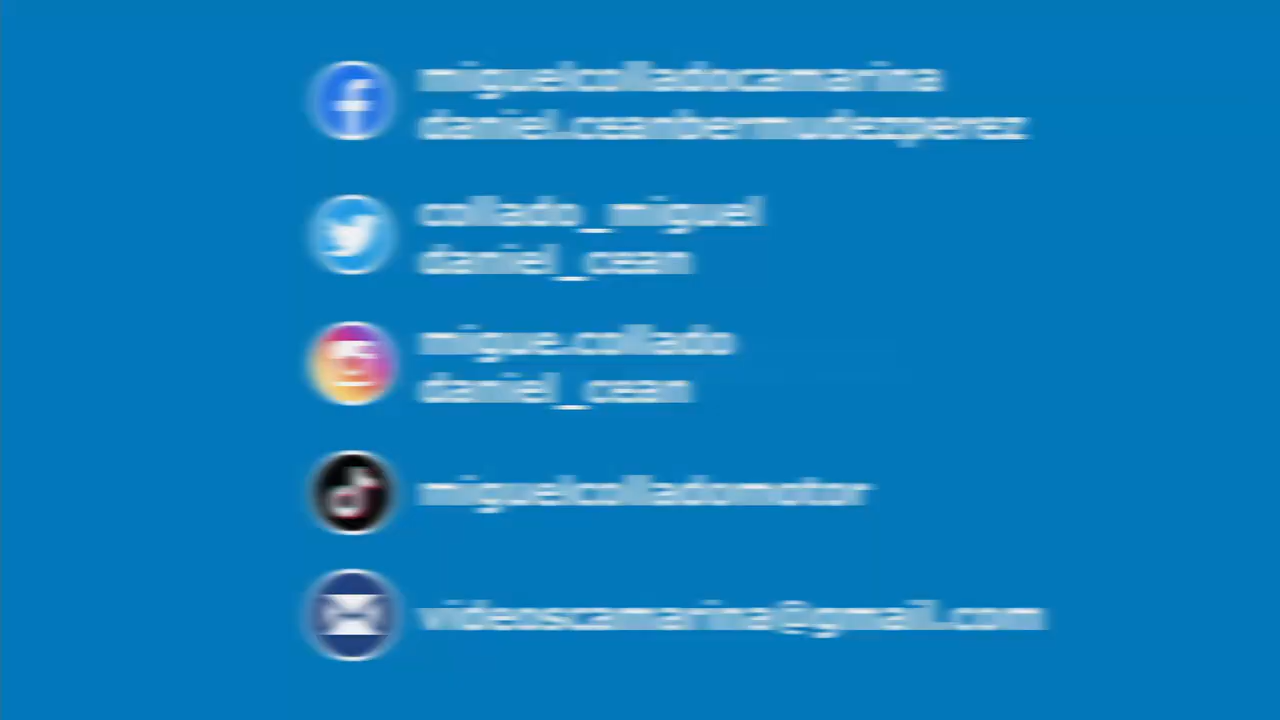 miguelcolladocamarina
daniel.ceanbermudezperez
collado_miguel
daniel_cean
migue.collado
daniel_cean
miguelcolladomotor
videoscamarina@gmail.com